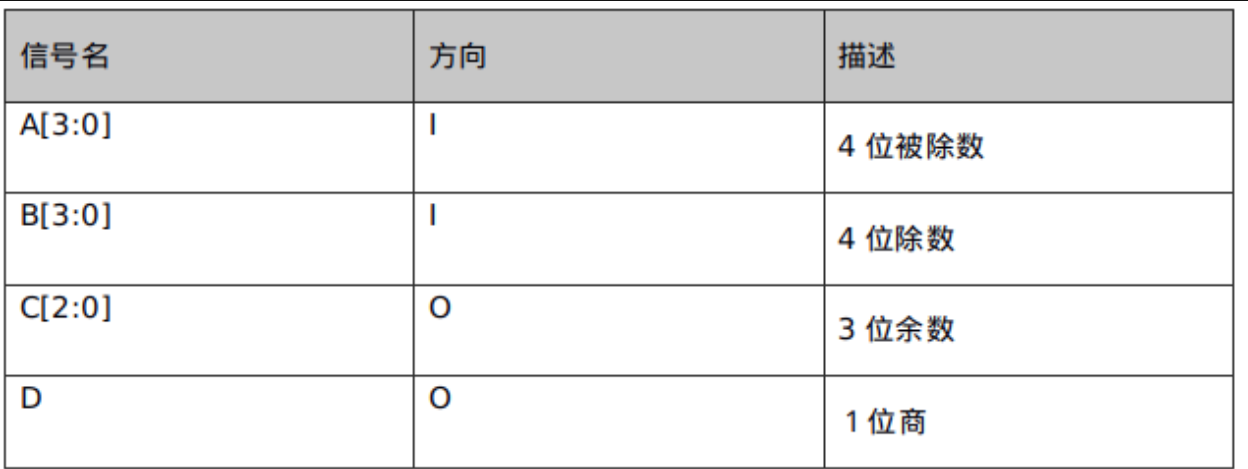 信号名 方向 描述
A[3:0] I 4 位被除数
B[3:0] I 4 位除数
C[2:0] O 3 位余数
D O 1 位商